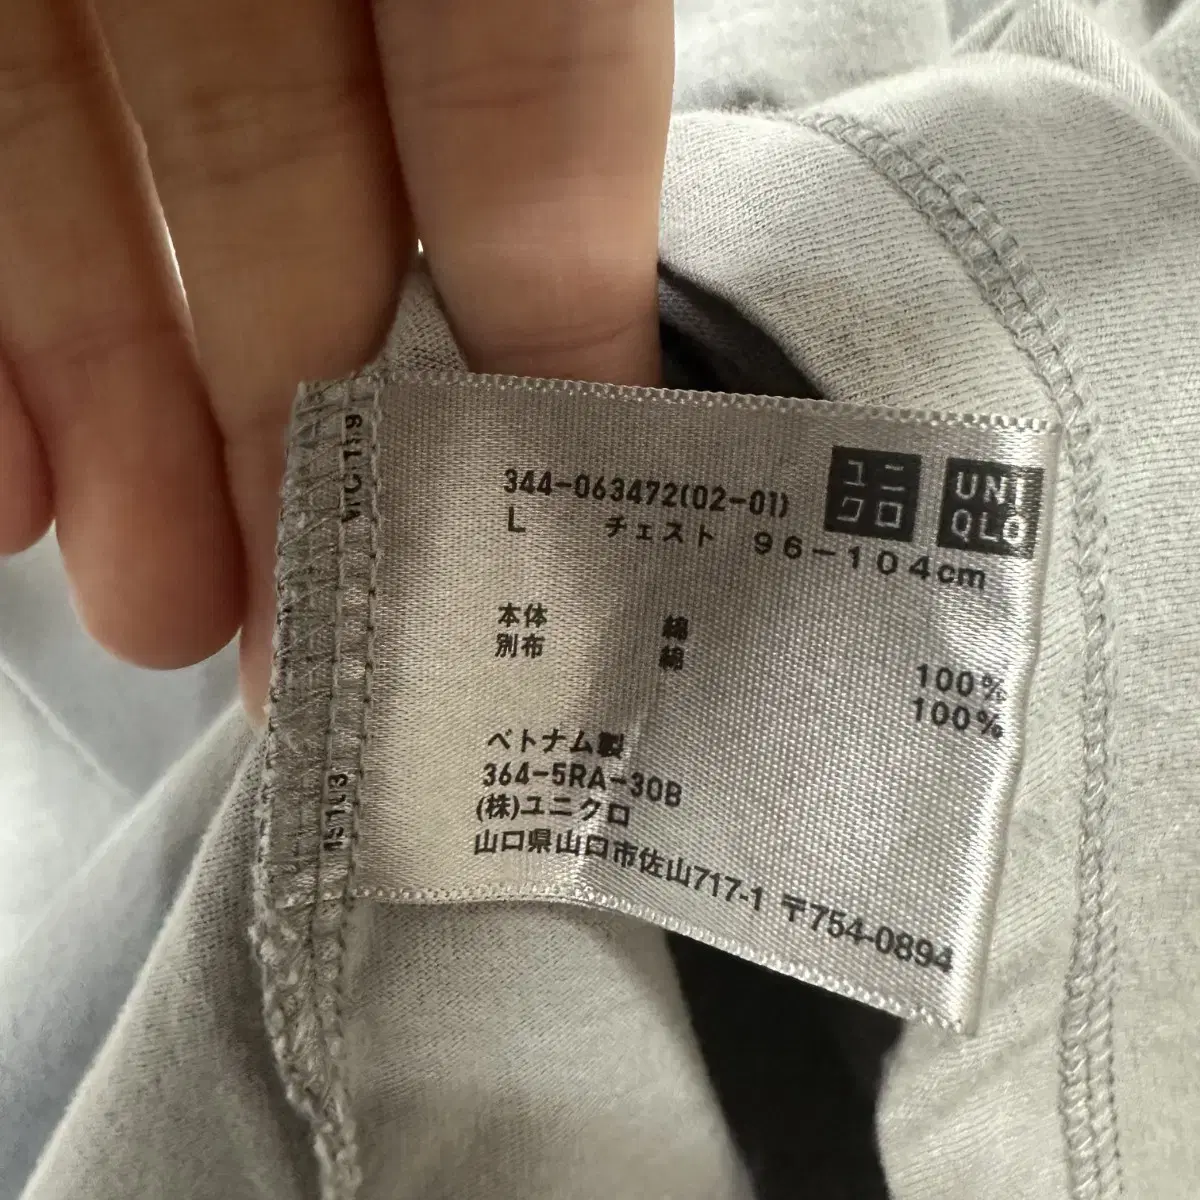 344-063472(02-01)
ユニクロ
UNIQLO
L チェスト 96-104cm
本体 綿 100%
別布 綿 100%
ベトナム製
364-5RA-30B
(株)ユニクロ
山口県山口市佐山717-1 〒754-0894